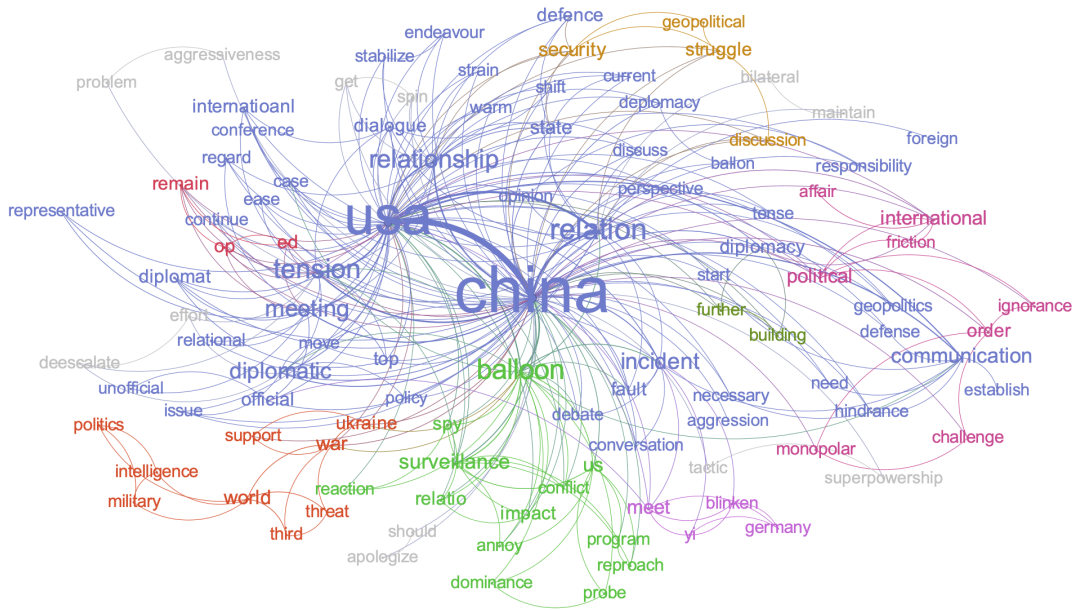 defence
geopolitical
endeavour
security
struggle
aggressiveness
stabilize
problem
get
strain
current
bilateral
spin
shift
internatioanl
warm
deplomacy
maintain
conference
dialogue
state
discussion
foreign
regard
relationship
discuss
ballon
responsibility
remain
case
ease
opinion
perspective
affair
representative
continue
usa
relation
tense
international
op
ed
diplomacy
friction
tension
diplomat
china
start
political
meeting
further
geopolitics
ignorance
effort
relational
move
building
defense
order
deessalate
diplomatic
top
balloon
incident
communication
unofficial
official
policy
fault
necessary
need
establish
issue
debate
aggression
hindrance
politics
support
ukraine
spy
war
conversation
monopolar
challenge
intelligence
surveillance
us
tactic
superpowership
military
world
reaction
relatio
conflict
third
threat
impact
meet
blinken
should
yi
germany
apologize
annoy
program
reproach
dominance
probe